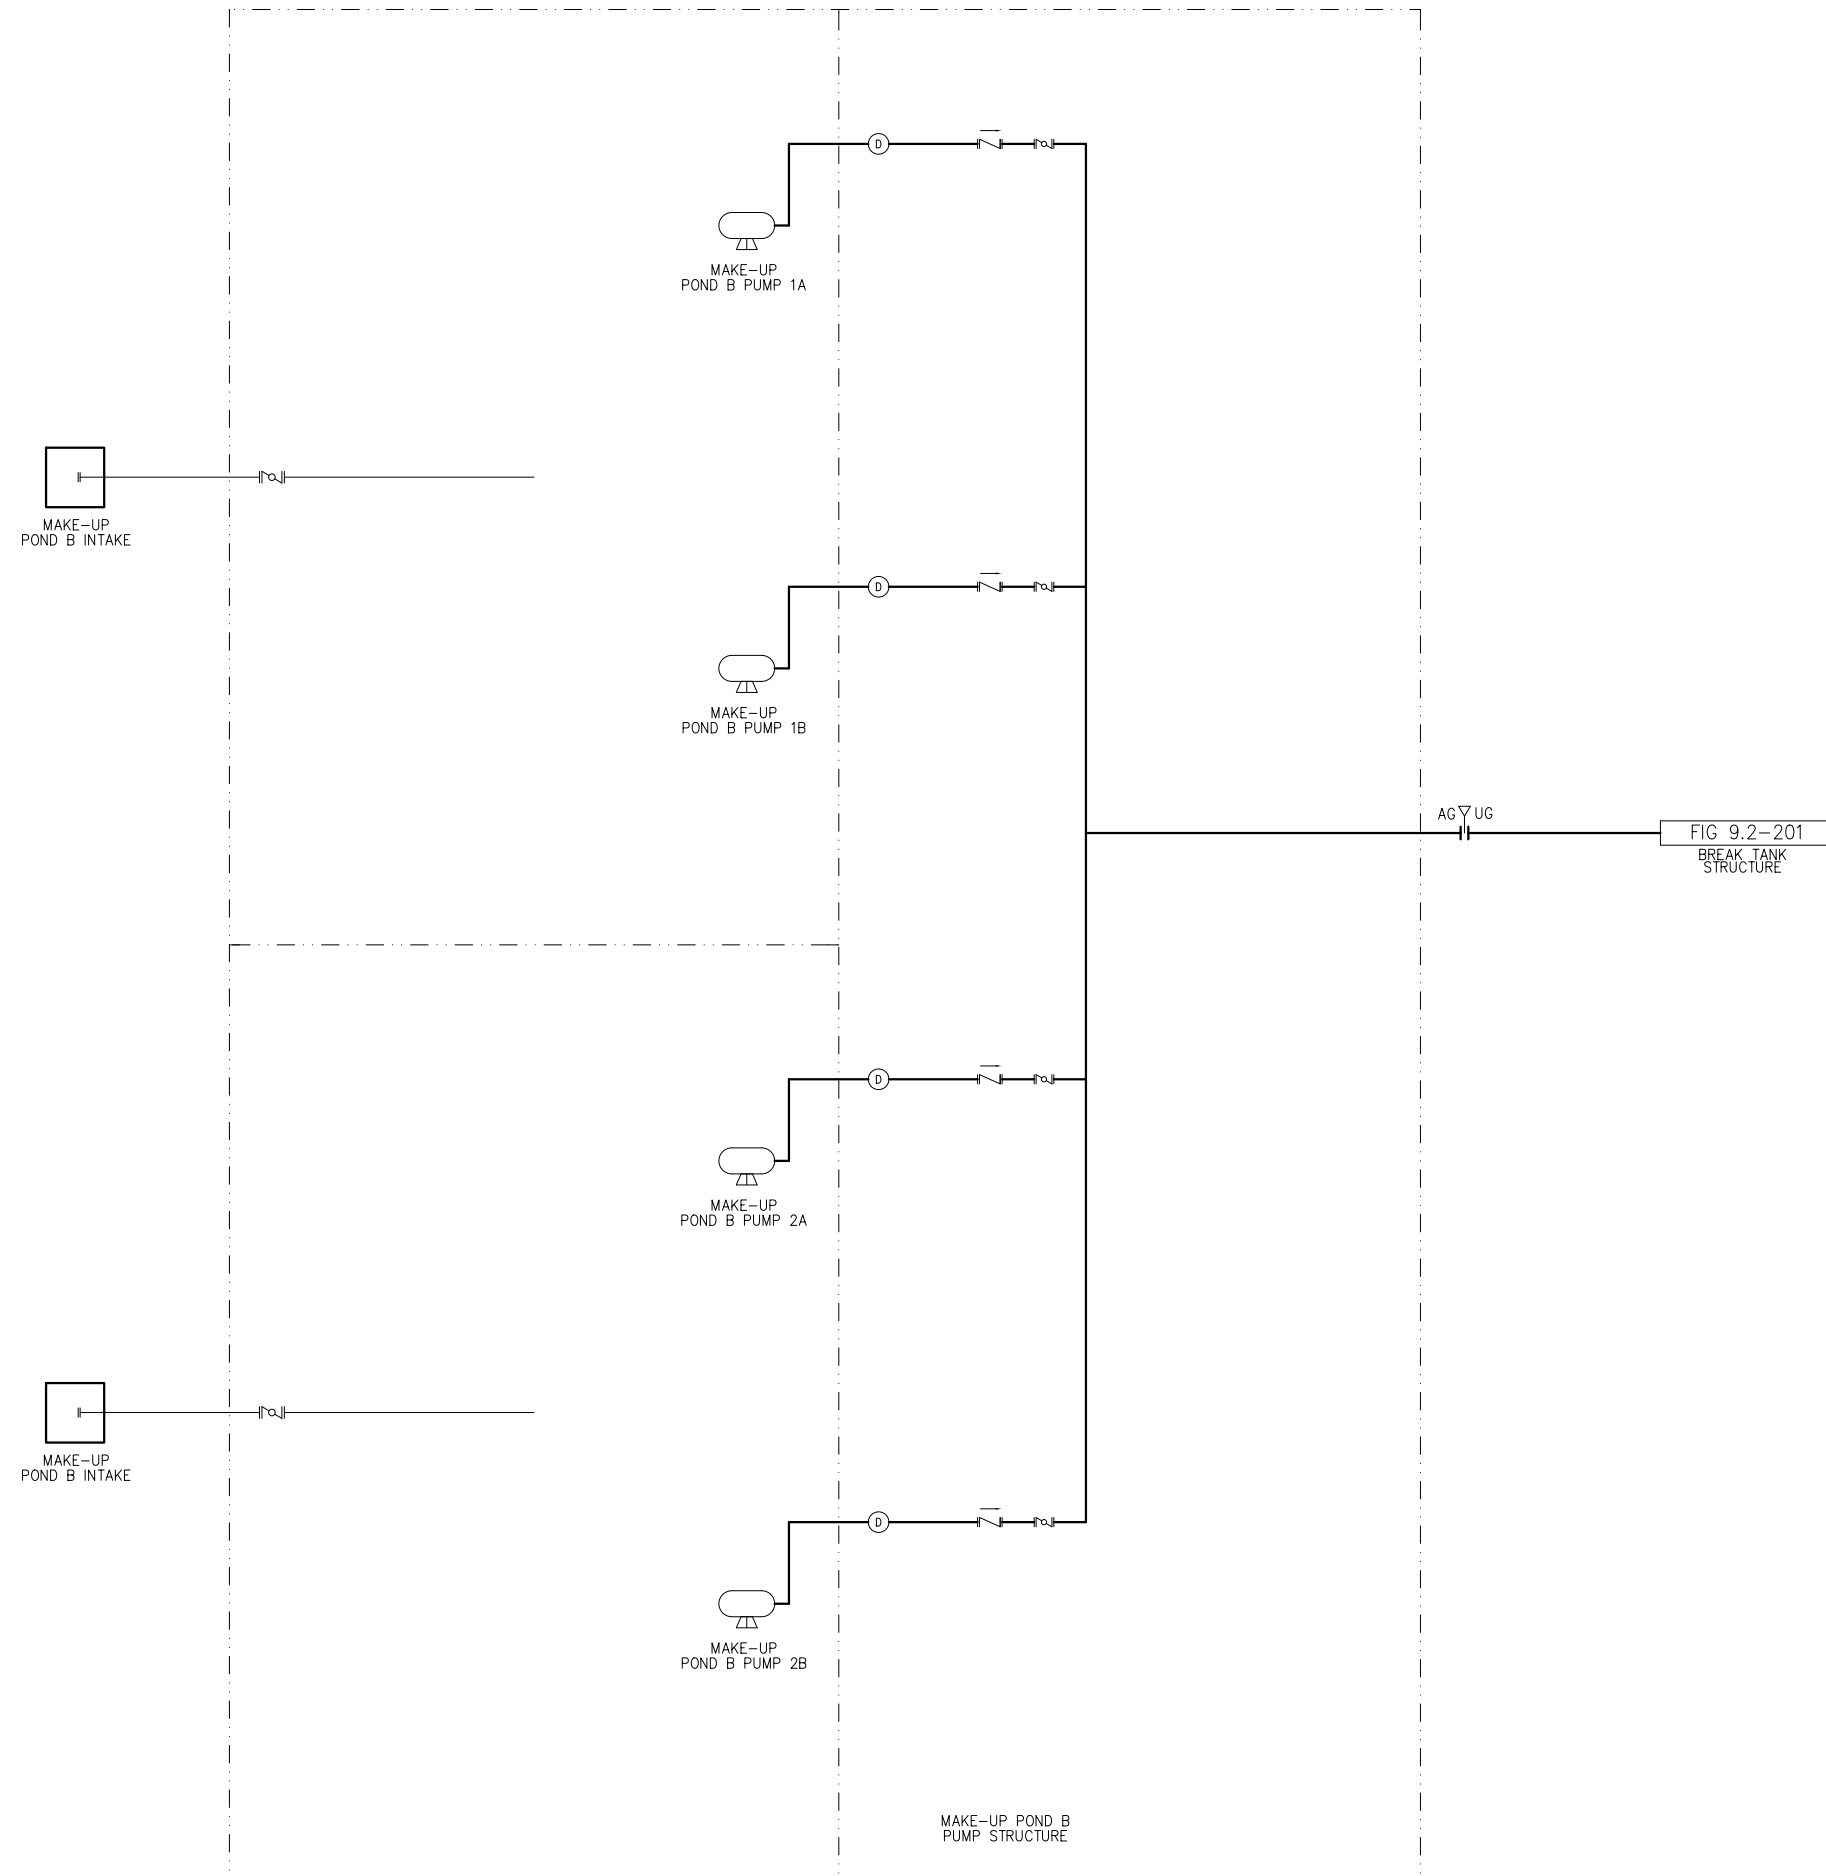 D
MAKE-UP
POND B PUMP 1A
MAKE-UP
POND B INTAKE
D
MAKE-UP
POND B PUMP 1B
AG UG
FIG 9.2-201
BREAK TANK
STRUCTURE
D
MAKE-UP
POND B PUMP 2A
MAKE-UP
POND B INTAKE
D
MAKE-UP
POND B PUMP 2B
MAKE-UP POND B
PUMP STRUCTURE